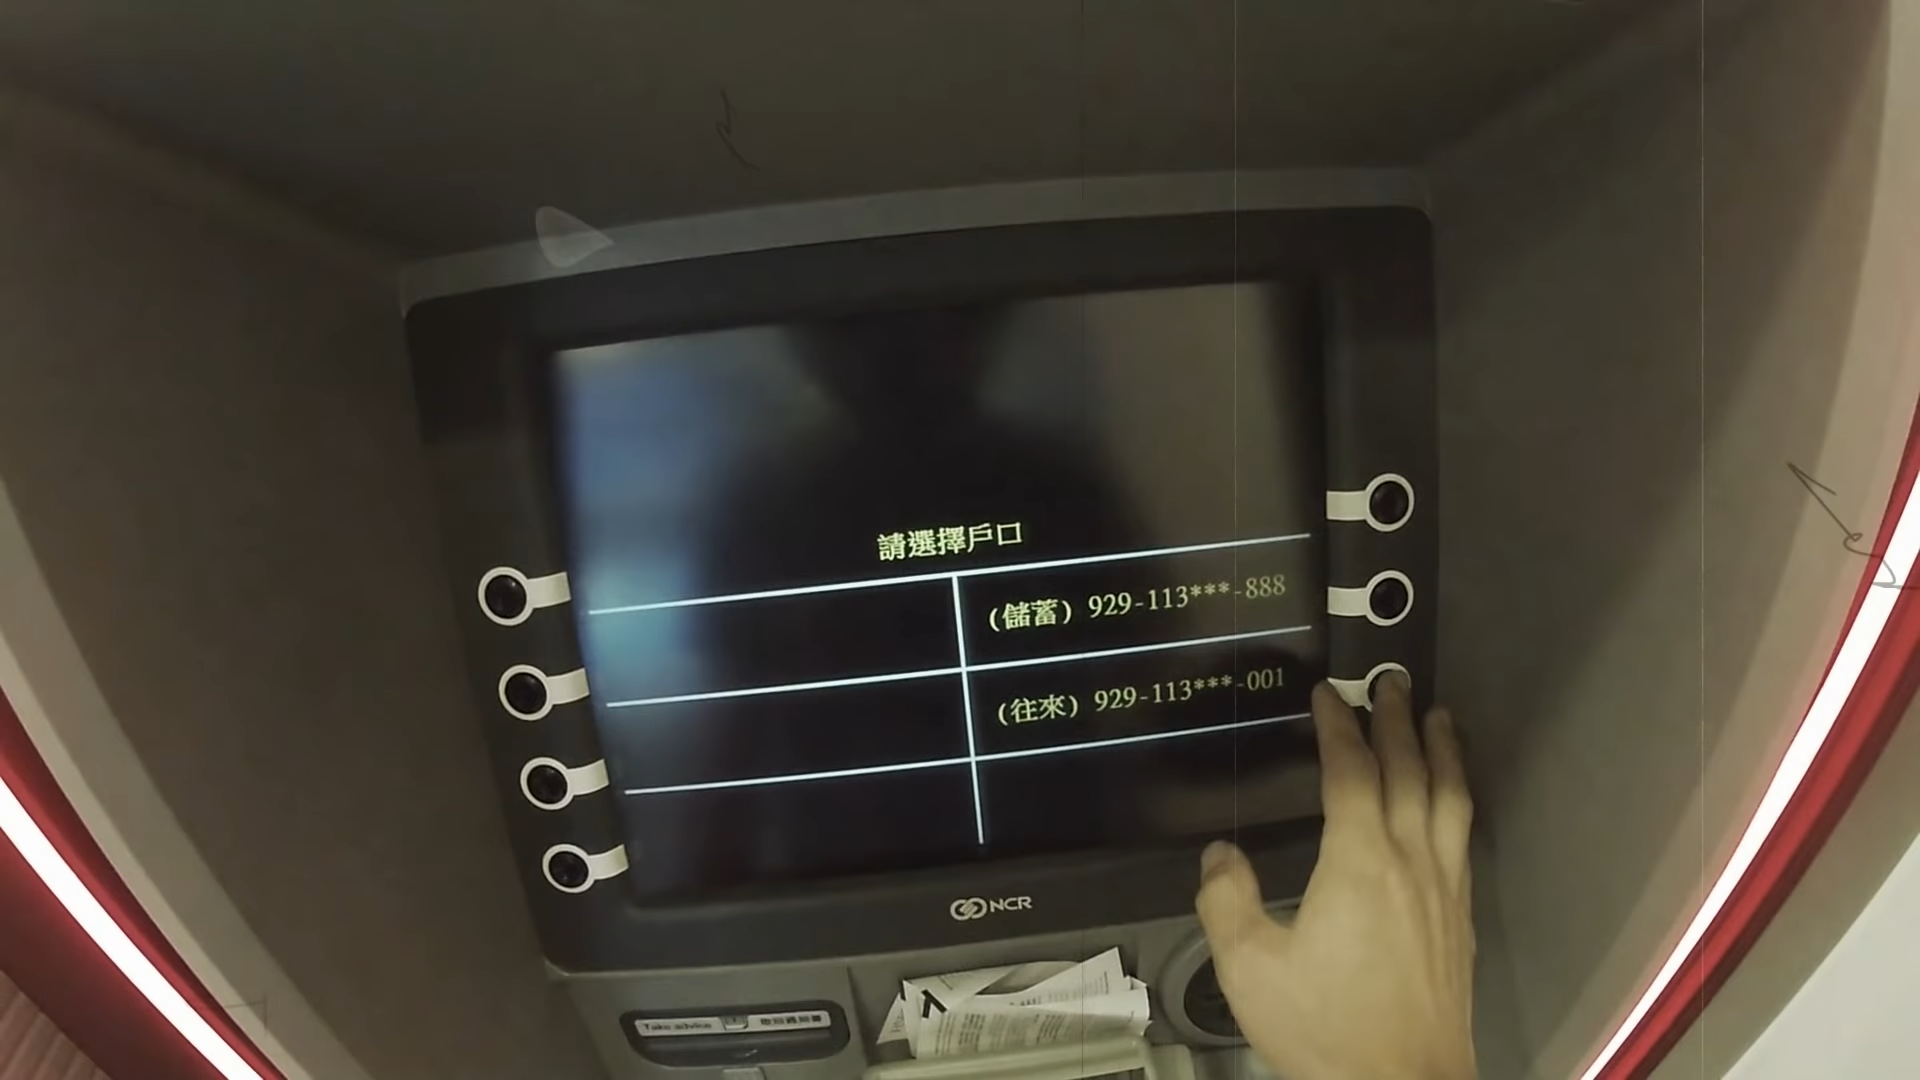 請選擇戶口
(儲蓄) 929-113***-888
(往來) 929-113***-001
NCR
Take advice 取回通知書